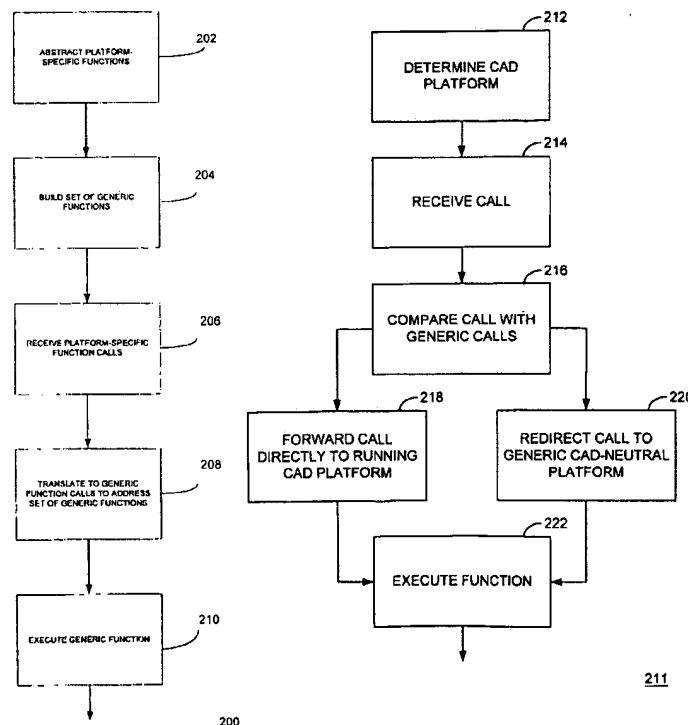 202
ABSTRACT PLATFORM-
SPECIFIC FUNCTIONS
204
BUILD SET OF GENERIC
FUNCTIONS
206
RECEIVE PLATFORM-SPECIFIC
FUNCTION CALLS
208
TRANSLATE TO GENERIC
FUNCTION CALLS TO ADDRESS
SET OF GENERIC FUNCTIONS
210
EXECUTE GENERIC FUNCTION
200
212
DETERMINE CAD
PLATFORM
214
RECEIVE CALL
216
COMPARE CALL WITH
GENERIC CALLS
218
FORWARD CALL
DIRECTLY TO RUNNING
CAD PLATFORM
220
REDIRECT CALL TO
GENERIC CAD-NEUTRAL
PLATFORM
222
EXECUTE FUNCTION
211